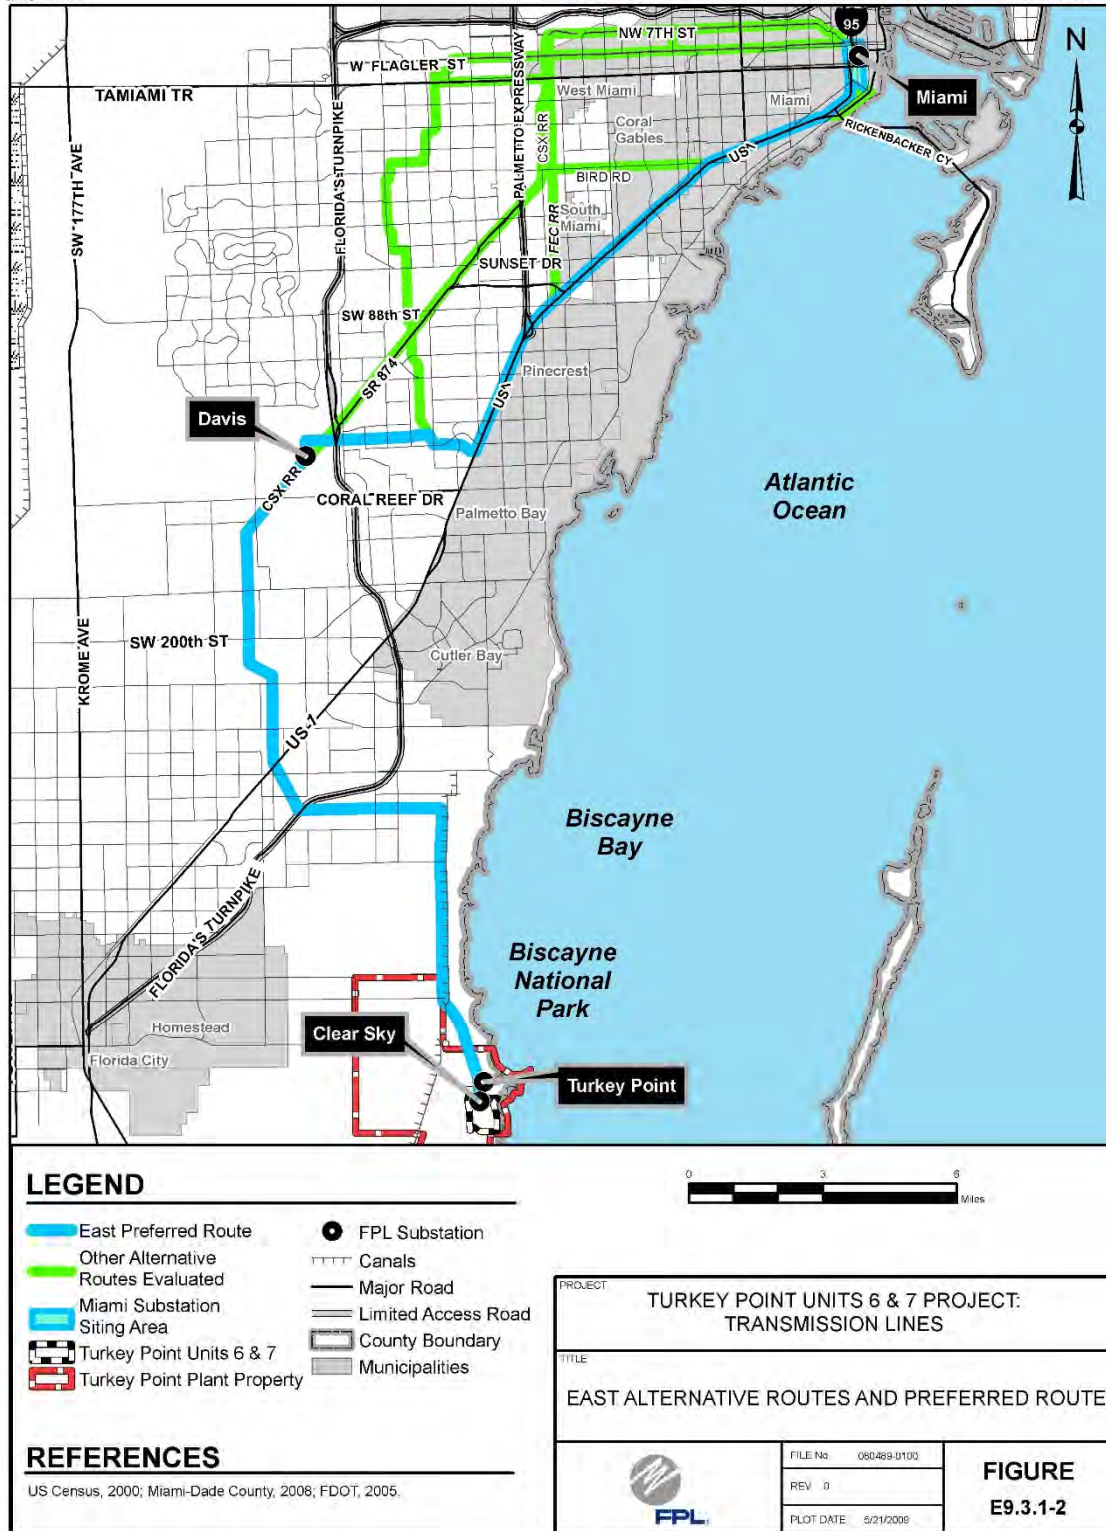 95
N
NW 7TH ST
W FLAGLER ST
TAMIAMI TR
West Miami
Miami
Miami
Coral
Gables
RICKENBACKER CY
US1
BIRD RD
CSX RR
PALMETTO EXPRESSWAY
FLORIDA'S TURNPIKE
SW 177TH AVE
South
Miami
FEC RR
SUNSET DR
SW 88th ST
SR 874
Pinecrest
US1
Davis
CSX RR
CORAL REEF DR
Palmetto Bay
Atlantic
Ocean
KROME AVE
SW 200th ST
Cutler Bay
US-1
Biscayne
Bay
FLORIDA'S TURNPIKE
Biscayne
National
Park
Homestead
Florida City
Clear Sky
Turkey Point
LEGEND
East Preferred Route
Other Alternative
Routes Evaluated
Miami Substation
Siting Area
Turkey Point Units 6 & 7
Turkey Point Plant Property
FPL Substation
Canals
Major Road
Limited Access Road
County Boundary
Municipalities
0 3 6
Miles
REFERENCES
US Census, 2000; Miami-Dade County, 2008; FDOT, 2005.
PROJECT
TURKEY POINT UNITS 6 & 7 PROJECT:
TRANSMISSION LINES
TITLE
EAST ALTERNATIVE ROUTES AND PREFERRED ROUTE
FPL
FILE No 060489-0100
REV 0
PLOT DATE 5/21/2009
FIGURE
E9.3.1-2